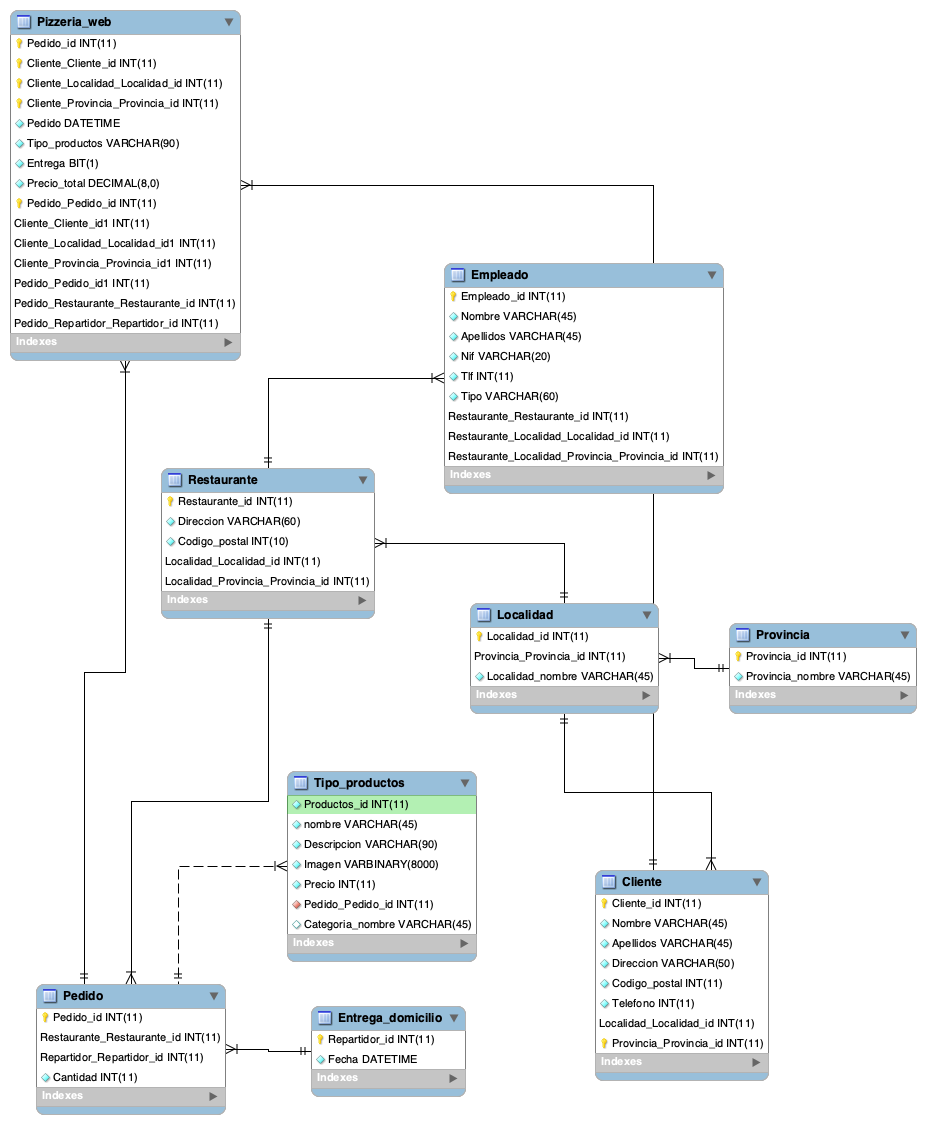 Pizzeria_web
Pedido_id INT(11)
Cliente_Cliente_id INT(11)
Cliente_Localidad_Localidad_id INT(11)
Cliente_Provincia_Provincia_id INT(11)
Pedido DATETIME
Tipo_productos VARCHAR(90)
Entrega BIT(1)
Precio_total DECIMAL(8,0)
Pedido_Pedido_id INT(11)
Cliente_Cliente_id1 INT(11)
Cliente_Localidad_Localidad_id1 INT(11)
Cliente_Provincia_Provincia_id1 INT(11)
Pedido_Pedido_id1 INT(11)
Pedido_Restaurante_Restaurante_id INT(11)
Pedido_Repartidor_Repartidor_id INT(11)
Indexes
Empleado
Empleado_id INT(11)
Nombre VARCHAR(45)
Apellidos VARCHAR(45)
Nif VARCHAR(20)
Tlf INT(11)
Tipo VARCHAR(60)
Restaurante_Restaurante_id INT(11)
Restaurante_Localidad_Localidad_id INT(11)
Restaurante_Localidad_Provincia_Provincia_id INT(11)
Indexes
Restaurante
Restaurante_id INT(11)
Direccion VARCHAR(60)
Codigo_postal INT(10)
Localidad_Localidad_id INT(11)
Localidad_Provincia_Provincia_id INT(11)
Indexes
Localidad
Localidad_id INT(11)
Provincia_Provincia_id INT(11)
Localidad_nombre VARCHAR(45)
Indexes
Provincia
Provincia_id INT(11)
Provincia_nombre VARCHAR(45)
Indexes
Tipo_productos
Productos_id INT(11)
nombre VARCHAR(45)
Descripcion VARCHAR(90)
Imagen VARBINARY(8000)
Precio INT(11)
Pedido_Pedido_id INT(11)
Categoria_nombre VARCHAR(45)
Indexes
Cliente
Cliente_id INT(11)
Nombre VARCHAR(45)
Apellidos VARCHAR(45)
Direccion VARCHAR(50)
Codigo_postal INT(11)
Telefono INT(11)
Localidad_Localidad_id INT(11)
Provincia_Provincia_id INT(11)
Indexes
Pedido
Pedido_id INT(11)
Restaurante_Restaurante_id INT(11)
Repartidor_Repartidor_id INT(11)
Cantidad INT(11)
Indexes
Entrega_domicilio
Repartidor_id INT(11)
Fecha DATETIME
Indexes